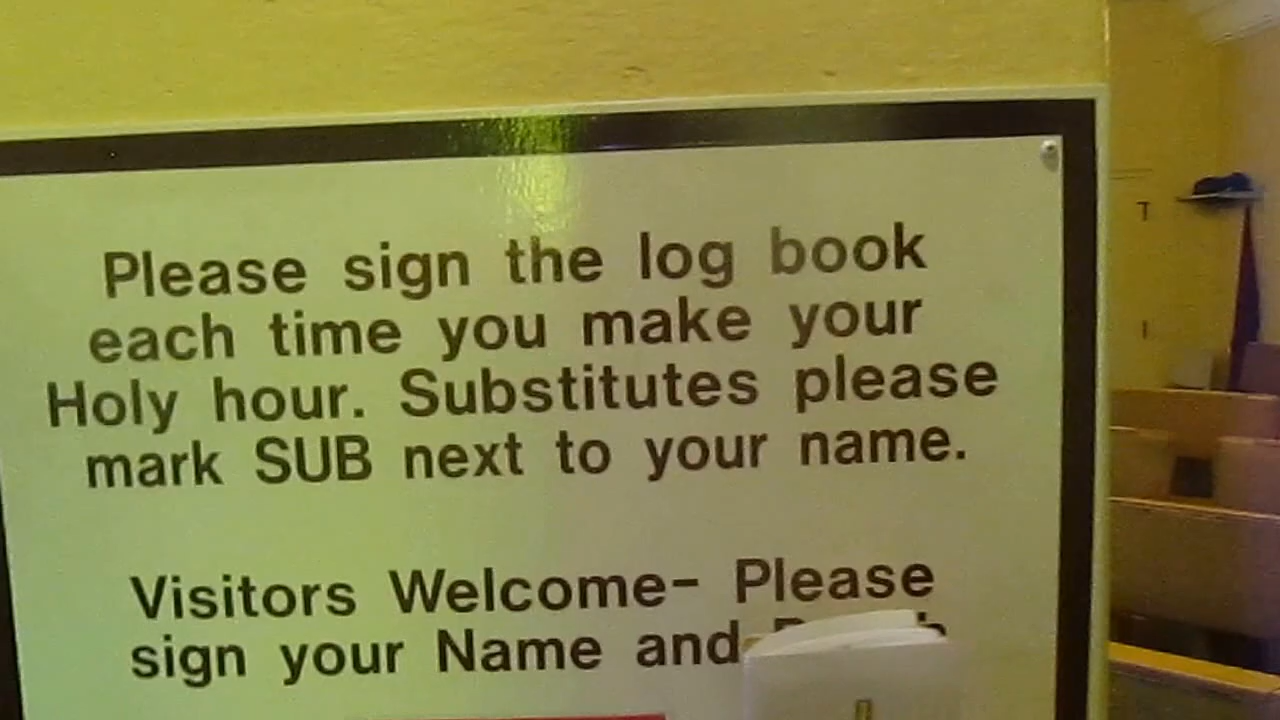 Please sign the log book
each time you make your
Holy hour. Substitutes please
mark SUB next to your name.
Visitors Welcome- Please
sign your Name and